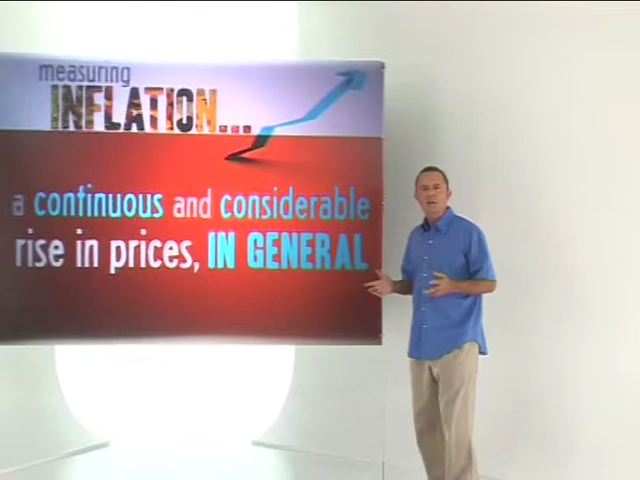 measuring
INFLATION...
a continuous and considerable
rise in prices, IN GENERAL